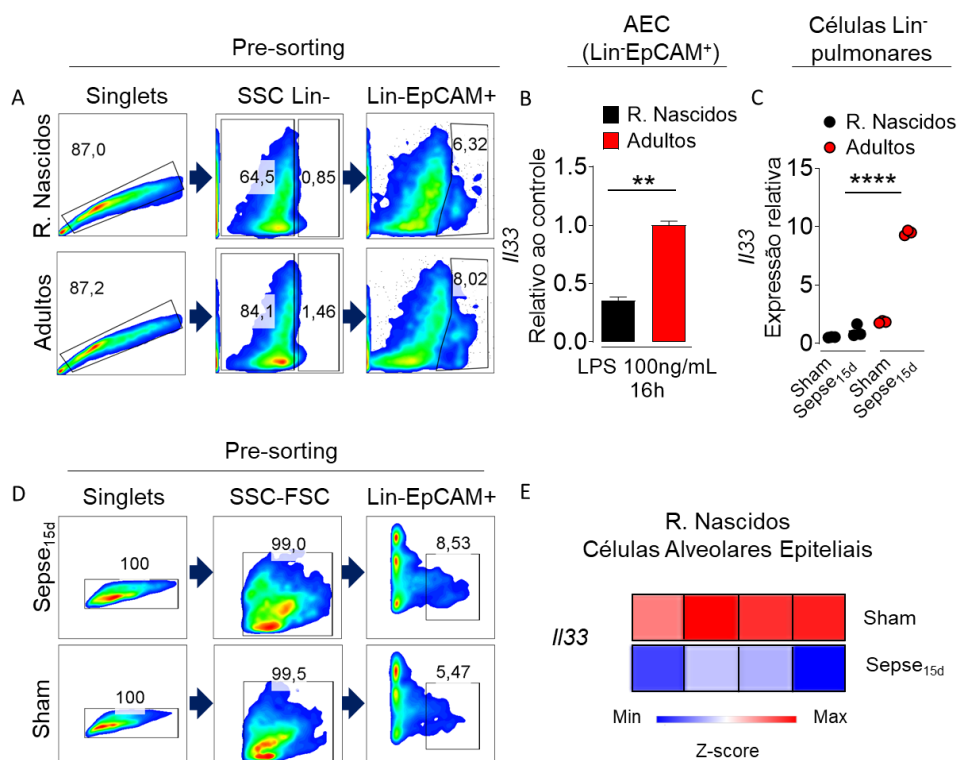 Pre-sorting
AEC
(Lin-EpCAM+)
Células Lin-
pulmonares
A
Singlets
SSC Lin-
Lin-EpCAM+
R. Nascidos
87,0
64,5
0,85
6,32
Adultos
87,2
84,1
1,46
8,02
B
R. Nascidos
Adultos
Il33
Relativo ao controle
1.5
1.0
0.5
0.0
**
LPS 100ng/mL
16h
C
R. Nascidos
Adultos
Il33
Expressão relativa
15
10
5
0
****
Sham
Sepse15d
Sham
Sepse15d
Pre-sorting
D
Singlets
SSC-FSC
Lin-EpCAM+
Sepse15d
100
99,0
8,53
Sham
100
99,5
5,47
E
R. Nascidos
Células Alveolares Epiteliais
Il33
Sham
Sepse15d
Min
Max
Z-score